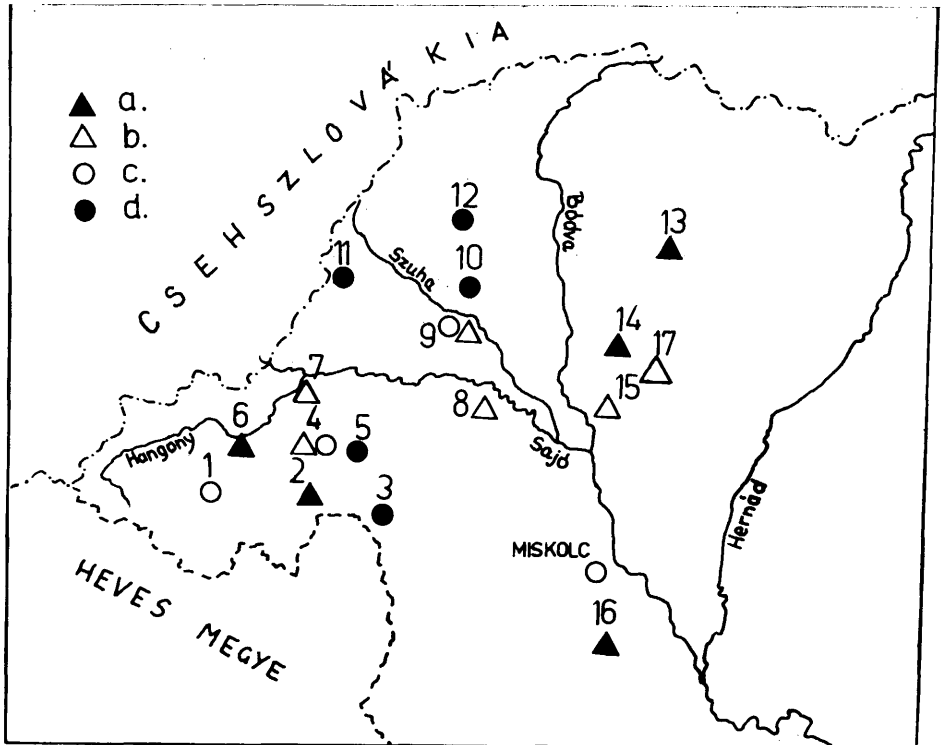 CSEHSZLOVÁKIA
a.
b.
c.
d.
12
13
11
10
Szuha
Bódva
9
14
17
7
15
8
6
4
5
Hangony
1
2
3
Sajó
Hernád
MISKOLC
16
HEVES MEGYE